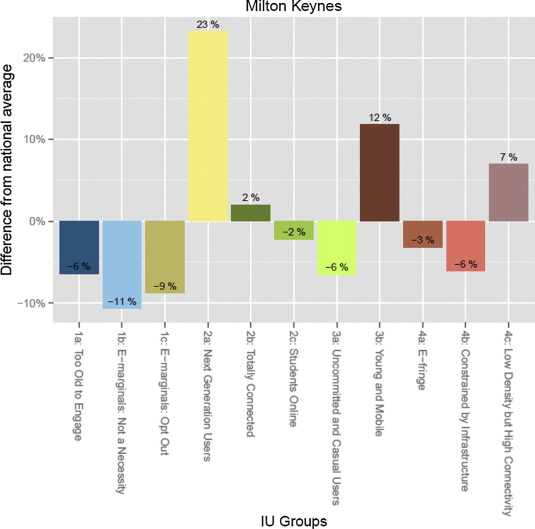 Milton Keynes
Difference from national average
20%
10%
0%
−10%
−6 %
−11 %
−9 %
23 %
2 %
−2 %
−6 %
12 %
−3 %
−6 %
7 %
1a: Too Old to Engage
1b: E−marginals: Not a Necessity
1c: E−marginals: Opt Out
2a: Next Generation Users
2b: Totally Connected
2c: Students Online
3a: Uncommitted and Casual Users
3b: Young and Mobile
4a: E−fringe
4b: Constrained by Infrastructure
4c: Low Density but High Connectivity
IU Groups